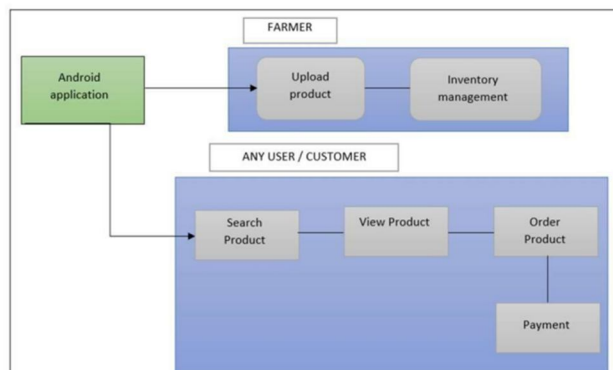 FARMER
Android
application
Upload
product
Inventory
management
ANY USER / CUSTOMER
Search
Product
View Product
Order
Product
Payment